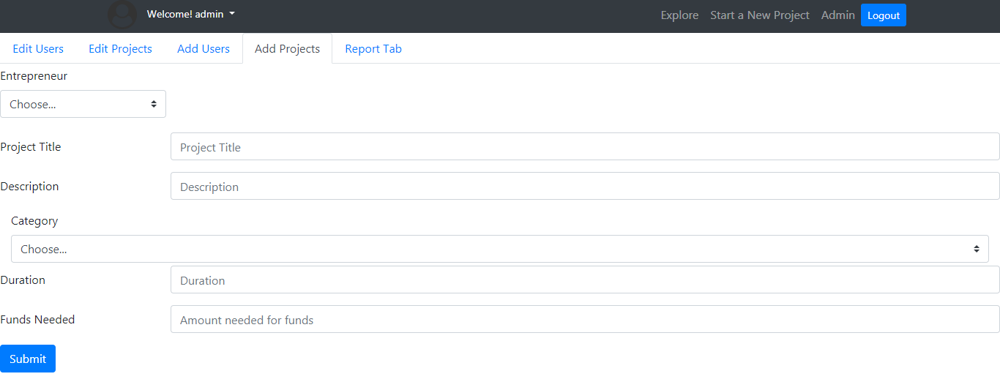 Welcome! admin Explore Start a New Project Admin Logout
Edit Users Edit Projects Add Users Add Projects Report Tab
Entrepreneur
Choose...
Project Title Project Title
Description Description
Category
Choose...
Duration Duration
Funds Needed Amount needed for funds
Submit